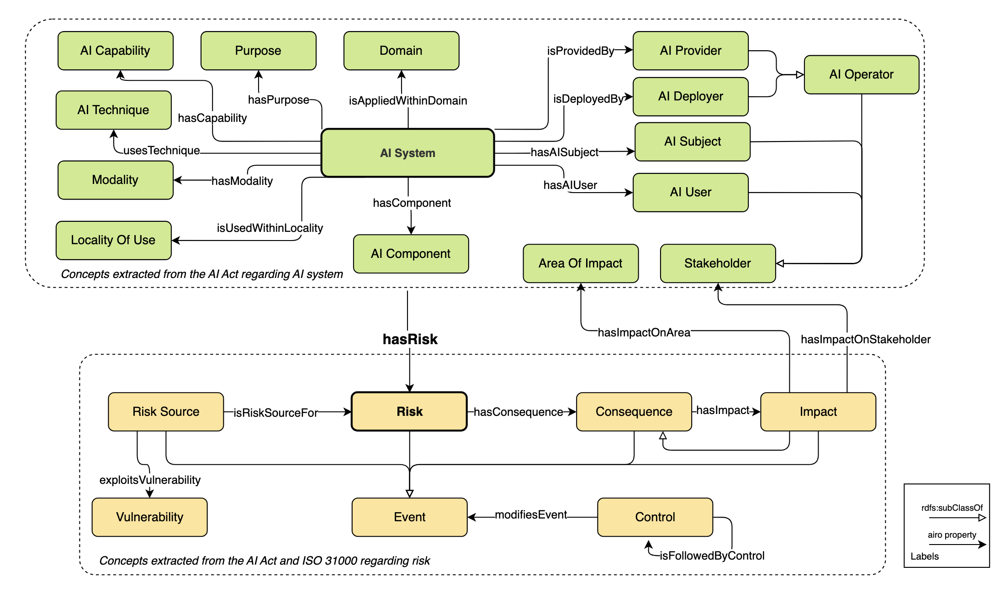 AI Capability
Purpose
Domain
isProvidedBy
AI Provider
AI Operator
AI Technique
hasCapability
hasPurpose
isAppliedWithinDomain
isDeployedBy
AI Deployer
usesTechnique
AI System
hasAISubject
AI Subject
Modality
hasModality
hasAIUser
AI User
hasComponent
Locality Of Use
isUsedWithinLocality
AI Component
Area Of Impact
Stakeholder
Concepts extracted from the AI Act regarding AI system
hasRisk
hasImpactOnArea
hasImpactOnStakeholder
Risk Source
isRiskSourceFor
Risk
hasConsequence
Consequence
hasImpact
Impact
exploitsVulnerability
Vulnerability
Event
modifiesEvent
Control
isFollowedByControl
Concepts extracted from the AI Act and ISO 31000 regarding risk
rdfs:subClassOf
airo property
Labels